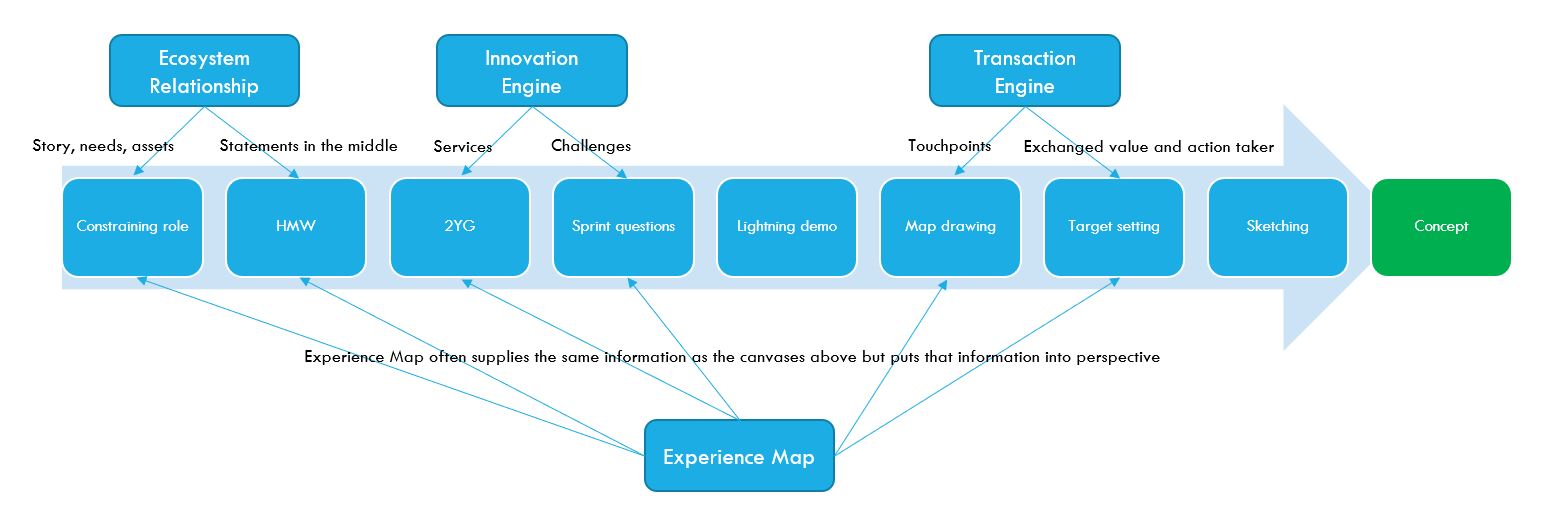 Ecosystem
Relationship
Innovation
Engine
Transaction
Engine
Story, needs, assets
Statements in the middle
Services
Challenges
Touchpoints
Exchanged value and action taker
Constraining role
HMW
2YG
Sprint questions
Lightning demo
Map drawing
Target setting
Sketching
Concept
Experience Map often supplies the same information as the canvases above but puts that information into perspective
Experience Map